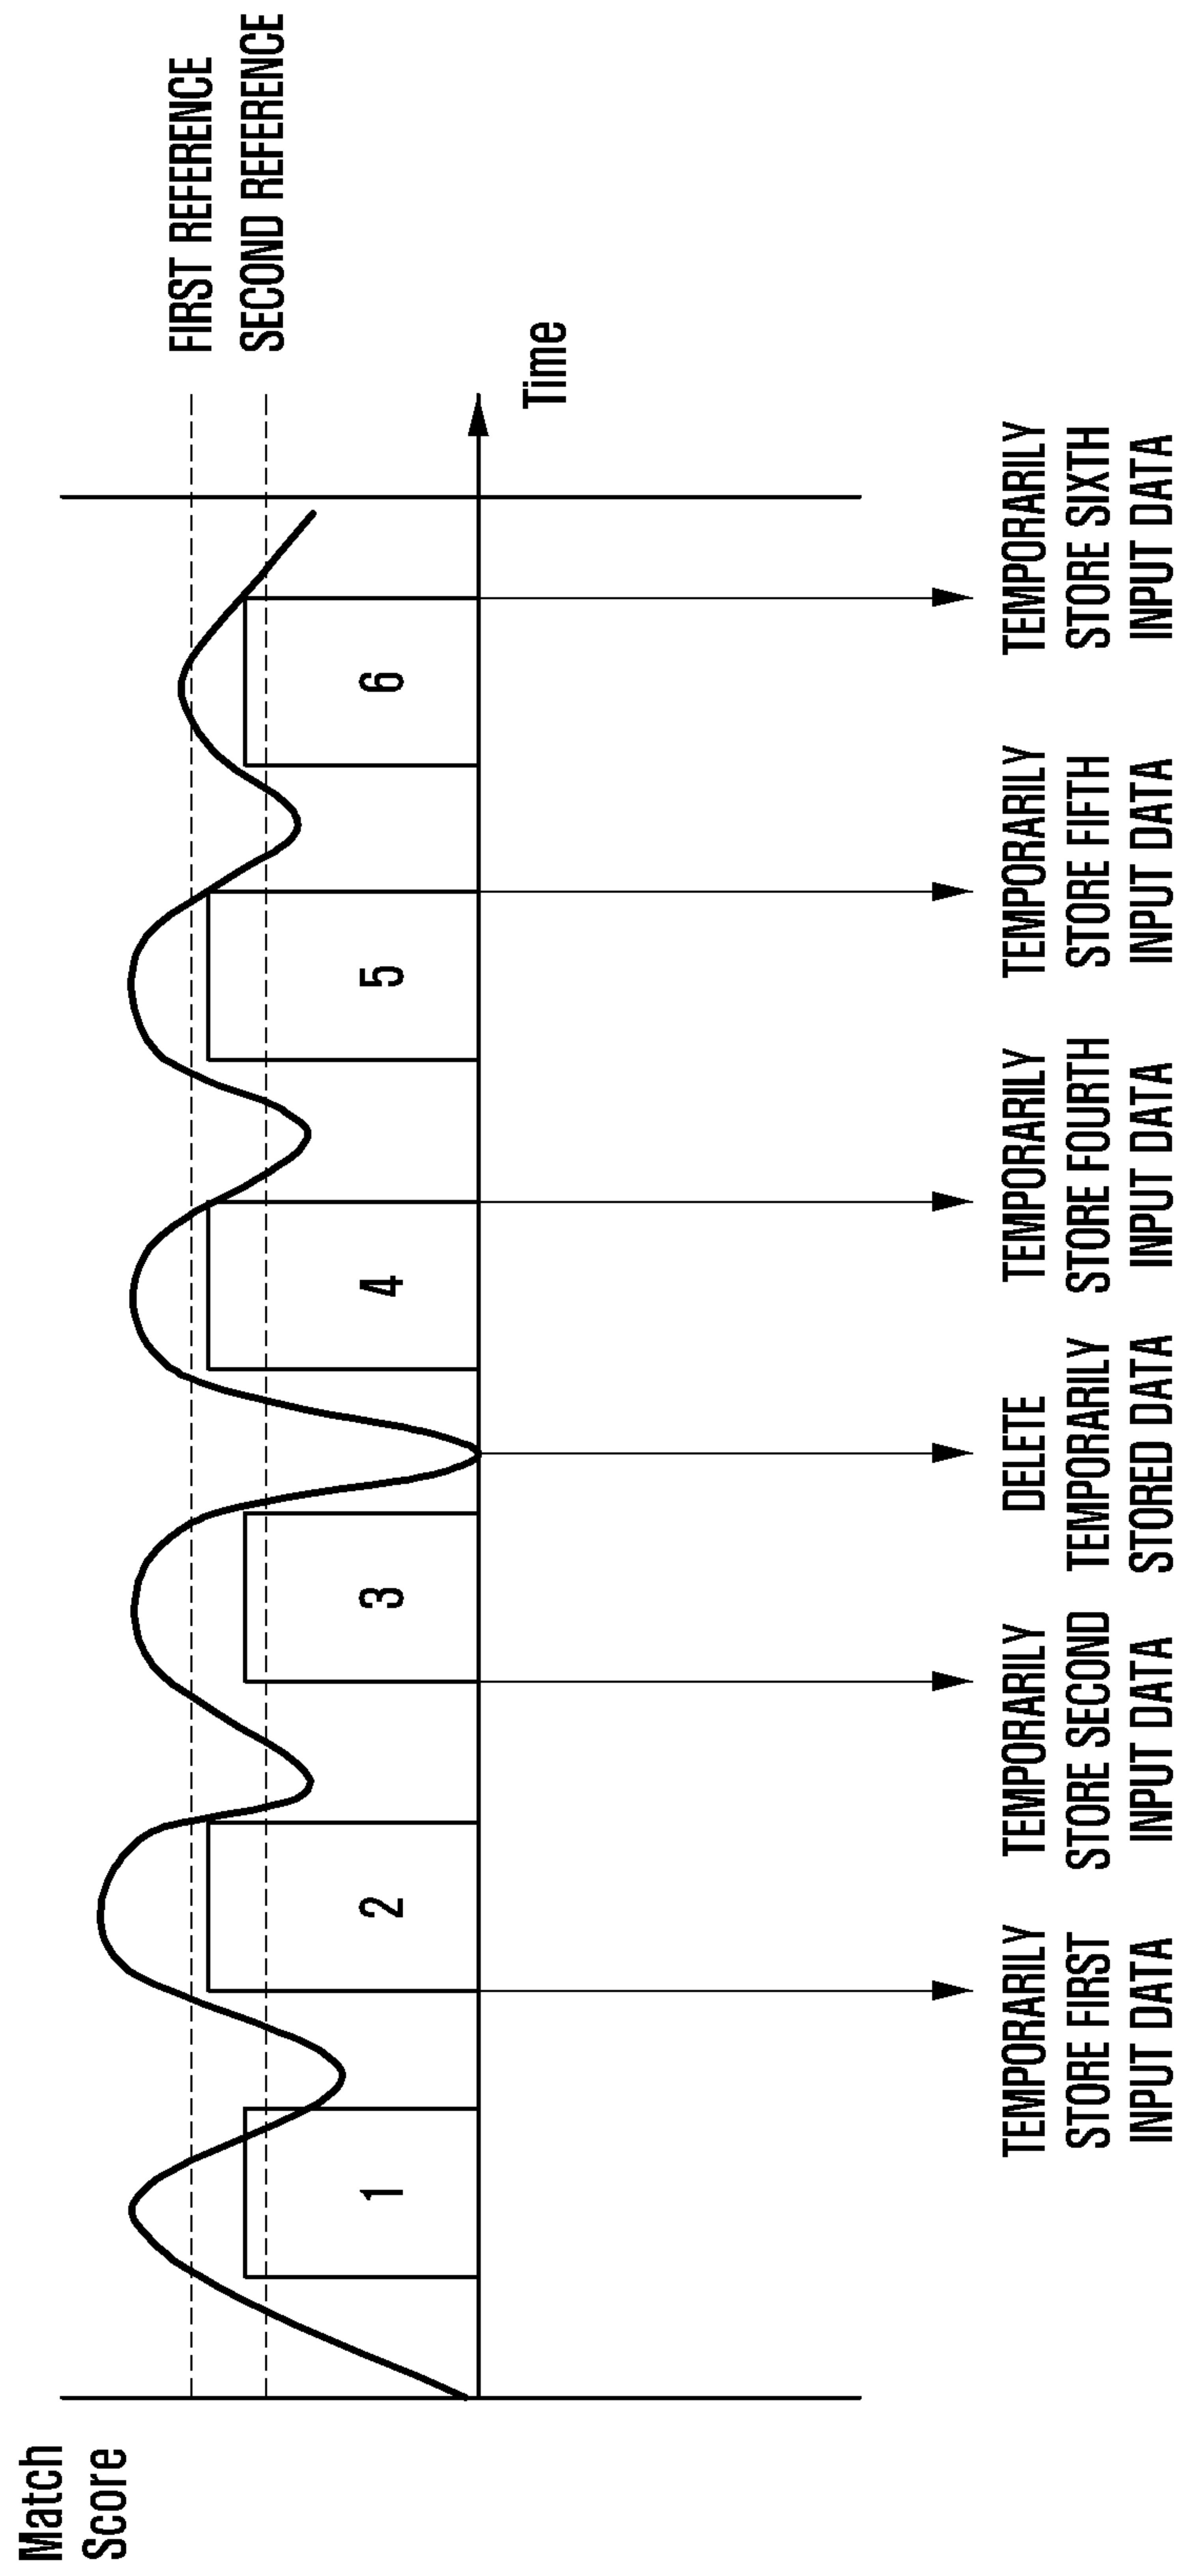 Match
Score
FIRST REFERENCE
SECOND REFERENCE
1
2
3
4
5
6
Time
TEMPORARILY
STORE FIRST
INPUT DATA
TEMPORARILY
STORE SECOND
INPUT DATA
DELETE
TEMPORARILY
STORED DATA
TEMPORARILY
STORE FOURTH
INPUT DATA
TEMPORARILY
STORE FIFTH
INPUT DATA
TEMPORARILY
STORE SIXTH
INPUT DATA